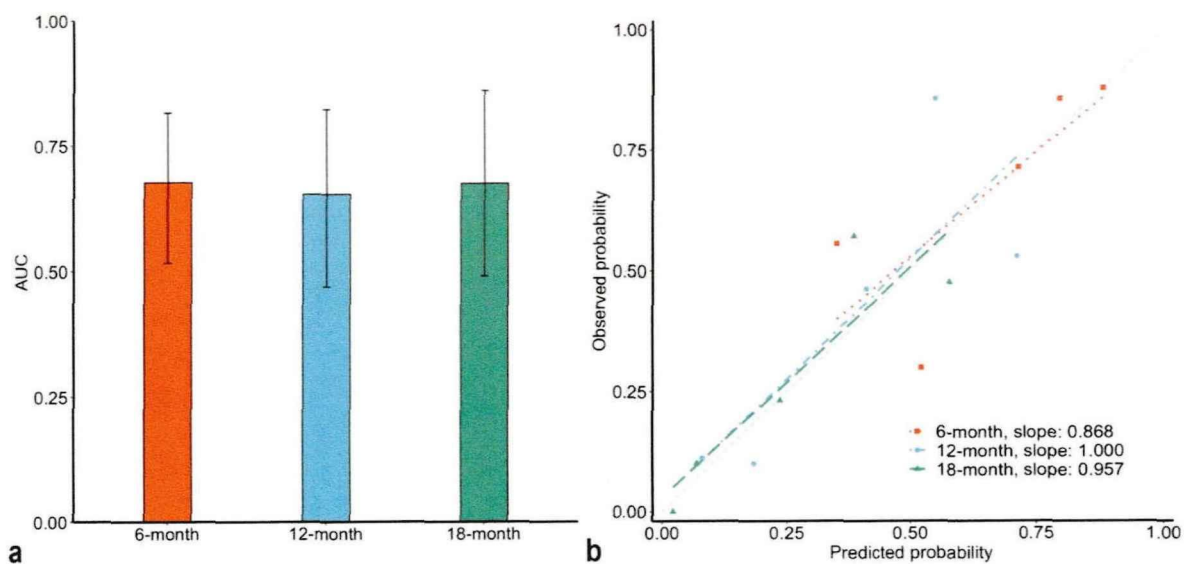 1.00
0.75
0.50
0.25
0.00
AUC
6-month
12-month
18-month
a
1.00
0.75
0.50
0.25
0.00
Observed probability
6-month, slope: 0.868
12-month, slope: 1.000
18-month, slope: 0.957
0.00
0.25
0.50
0.75
1.00
Predicted probability
b